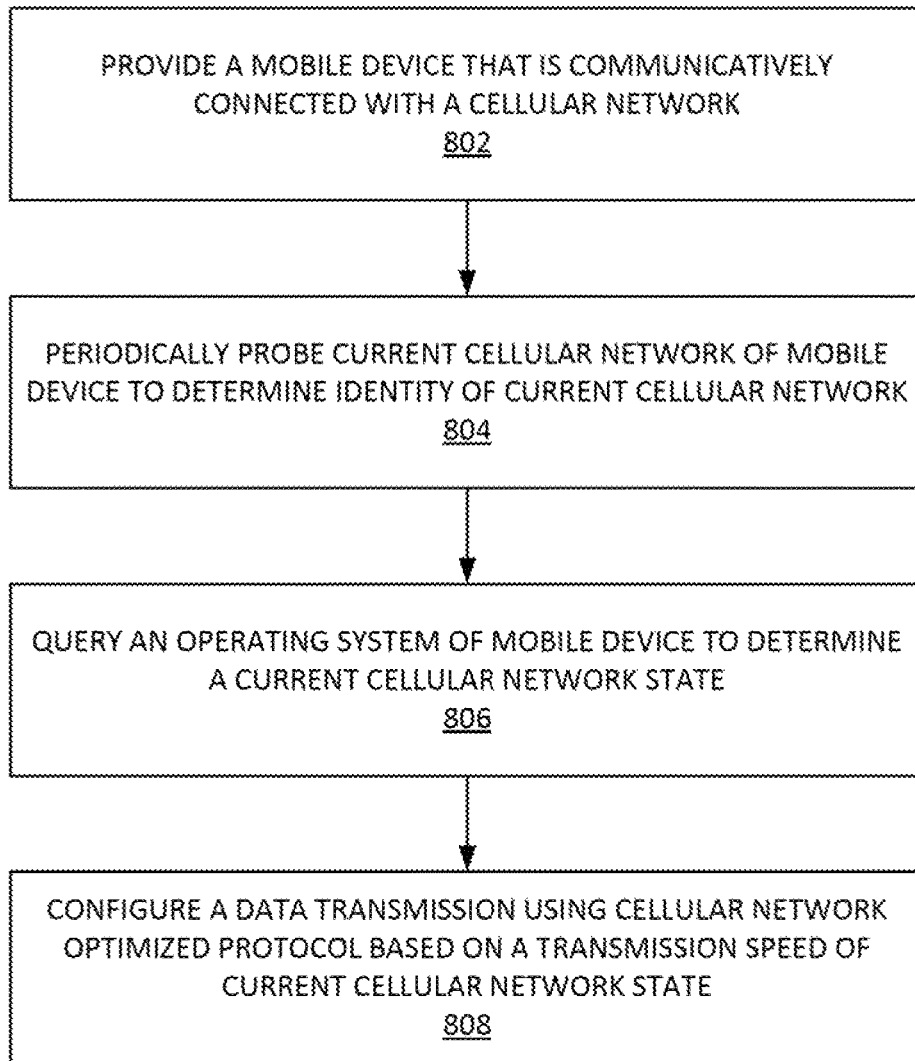 PROVIDE A MOBILE DEVICE THAT IS COMMUNICATIVELY
CONNECTED WITH A CELLULAR NETWORK
802
PERIODICALLY PROBE CURRENT CELLULAR NETWORK OF MOBILE
DEVICE TO DETERMINE IDENTITY OF CURRENT CELLULAR NETWORK
804
QUERY AN OPERATING SYSTEM OF MOBILE DEVICE TO DETERMINE
A CURRENT CELLULAR NETWORK STATE
806
CONFIGURE A DATA TRANSMISSION USING CELLULAR NETWORK
OPTIMIZED PROTOCOL BASED ON A TRANSMISSION SPEED OF
CURRENT CELLULAR NETWORK STATE
808